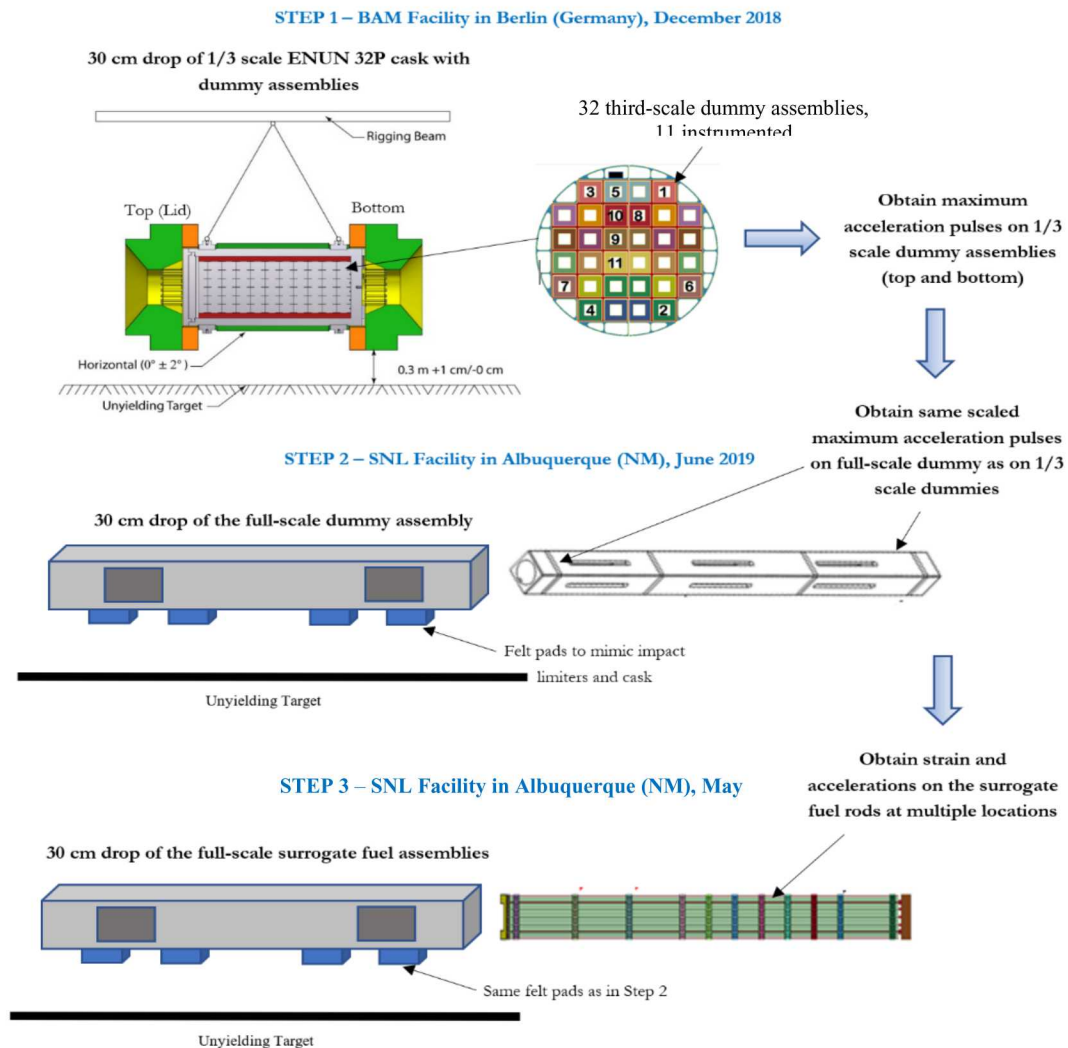 STEP 1 – BAM Facility in Berlin (Germany), December 2018
30 cm drop of 1/3 scale ENUN 32P cask with
dummy assemblies
Rigging Beam
Top (Lid)
Bottom
Horizontal (0° ± 2°)
0.3 m +1 cm/-0 cm
Unyielding Target
32 third-scale dummy assemblies,
11 instrumented
3 5 1
10 8
9
11
7 6
4 2
Obtain maximum
acceleration pulses on 1/3
scale dummy assemblies
(top and bottom)
Obtain same scaled
maximum acceleration pulses
on full-scale dummy as on 1/3
scale dummies
STEP 2 – SNL Facility in Albuquerque (NM), June 2019
30 cm drop of the full-scale dummy assembly
Felt pads to mimic impact
limiters and cask
Unyielding Target
Obtain strain and
accelerations on the surrogate
fuel rods at multiple locations
STEP 3 – SNL Facility in Albuquerque (NM), May
30 cm drop of the full-scale surrogate fuel assemblies
Same felt pads as in Step 2
Unyielding Target